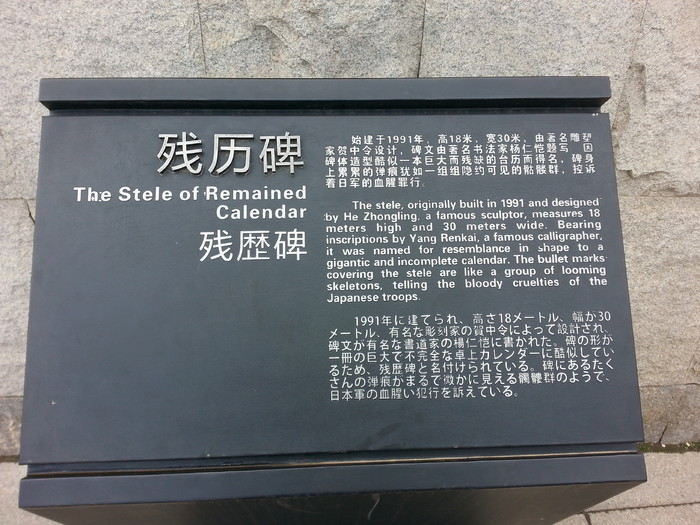 残历碑
The Stele of Remained
Calendar
残歴碑
始建于1991年。高18米，宽30米，由著名雕塑
家贺中令设计，碑文由著名书法家杨仁恺题写 因
碑体造型酷似一本巨大而残缺的台历而得名，碑身
上累累的弹痕犹如一组组隐约可见的骷髅群，控诉
着日军的血腥罪行。
The stele, originally built in 1991 and designed
by He Zhongling, a famous sculptor, measures 18
meters high and 30 meters wide. Bearing
inscriptions by Yang Renkai, a famous calligrapher,
it was named for resemblance in shape to a
gigantic and incomplete calendar. The bullet marks
covering the stele are like a group of looming
skeletons, telling the bloody cruelties of the
Japanese troops.
1991年に建てられ、高さ18メートル、幅が30
メートル、有名な彫刻家の賀中令によって設計され、
碑文が有名な書道家の楊仁愷に書かれた。碑の形が
一冊の巨大で不完全な卓上カレンダーに酷似してい
るため、残歴碑と名付けられている。碑にあるたく
さんの弾痕がまるで微かに見える髑髏群のようで、
日本軍の血腥い犯行を訴えている。